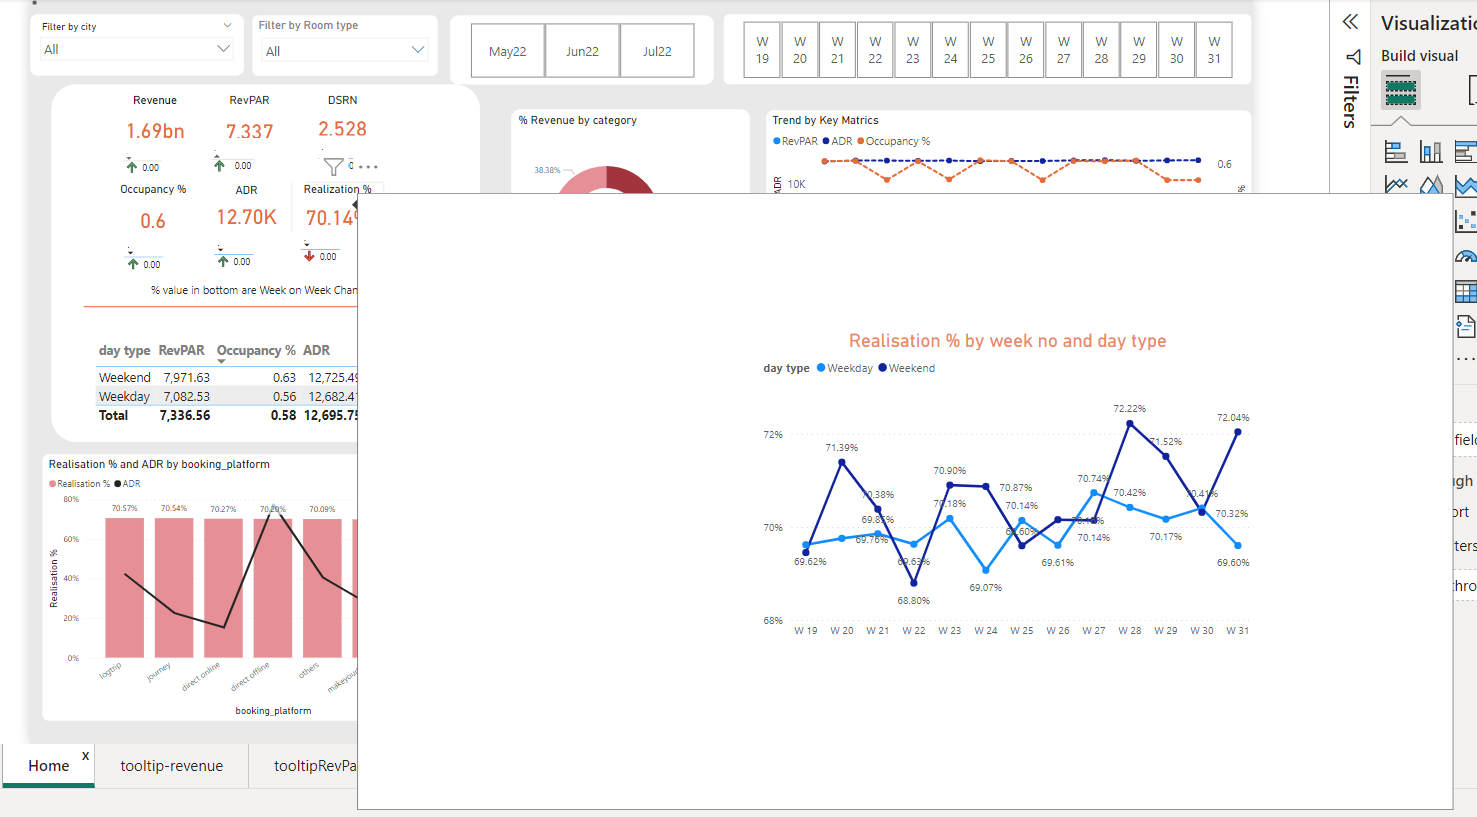 Filter by city
All
Filter by Room type
All
May22 Jun22 Jul22
W 19 W 20 W 21 W 22 W 23 W 24 W 25 W 26 W 27 W 28 W 29 W 30 W 31
Visualizatio
Build visual
Filters
Revenue RevPAR DSRN
1.69bn 7.337 2.528
0.00 0.00
Occupancy % ADR Realization %
0.6 12.70K 70.14
0.00 0.00 0.00
% value in bottom are Week on Week Chan
day type RevPAR Occupancy % ADR
Weekend 7,971.63 0.63 12,725.49
Weekday 7,082.53 0.56 12,682.41
Total 7,336.56 0.58 12,695.75
% Revenue by category
38.38%
Trend by Key Matrics
RevPAR ADR Occupancy %
ADR
10K
0.6
%
Realisation % by week no and day type
day type Weekday Weekend
72%
70%
68%
69.62%
71.39%
70.38%
69.85%
69.76%
69.63%
68.80%
70.90%
70.18%
70.87%
69.07%
70.14%
69.60%
69.61%
70.74%
70.14%
72.22%
70.42%
71.52%
70.17%
70.41%
70.32%
72.04%
69.60%
W 19 W 20 W 21 W 22 W 23 W 24 W 25 W 26 W 27 W 28 W 29 W 30 W 31
Realisation % and ADR by booking_platform
Realisation % ADR
Realisation %
80%
60%
40%
20%
0%
70.57% 70.54% 70.27% 70.20% 70.09%
logtrip journey direct online direct offline others makeyour
booking_platform
field
ugh
ort
ters
thro
Home X
tooltip-revenue
tooltipRevPa